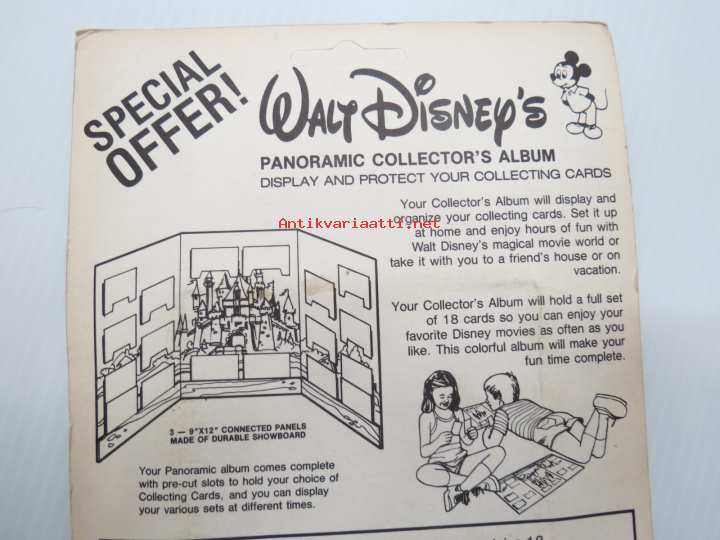 SPECIAL
OFFER!
WALT DISNEY'S
PANORAMIC COLLECTOR'S ALBUM
DISPLAY AND PROTECT YOUR COLLECTING CARDS
Your Collector's Album will display and
organize your collecting cards. Set it up
at home and enjoy hours of fun with
Walt Disney's magical movie world or
take it with you to a friend's house or on
vacation.
Antikvariaatti.net
Your Collector's Album will hold a full set
of 18 cards so you can enjoy your
favorite Disney movies as often as you
like. This colorful album will make your
fun time complete.
3 — 9"X12" CONNECTED PANELS
MADE OF DURABLE SHOWBOARD
Your Panoramic album comes complete
with pre-cut slots to hold your choice of
Collecting Cards, and you can display
your various sets at different times.